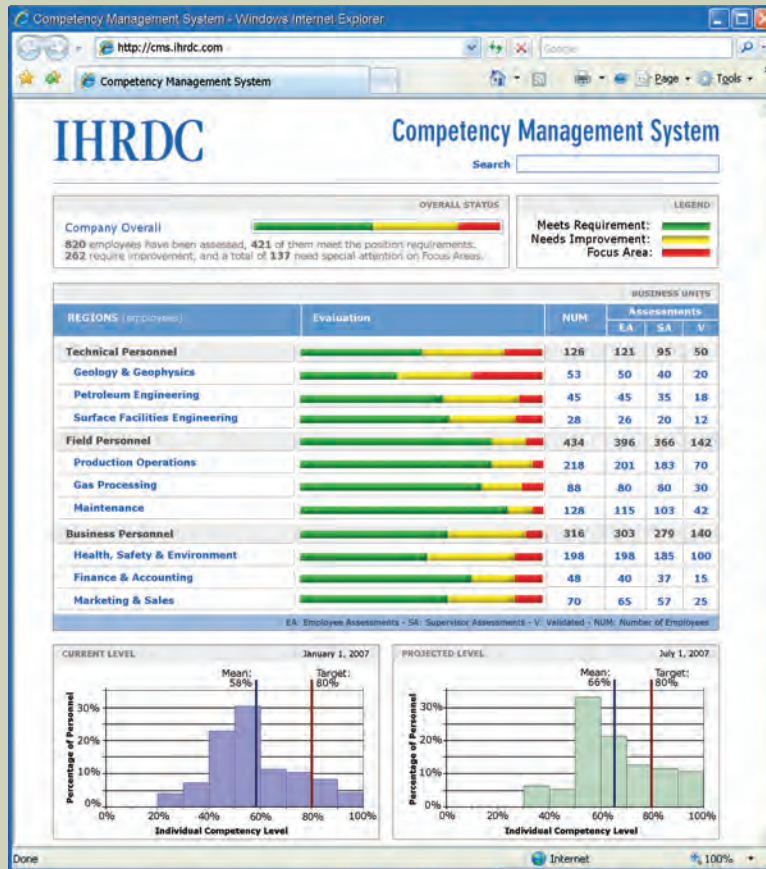 Competency Management System - Windows Internet Explorer
http://cms.ihrdc.com
Google
Competency Management System
Page
Tools
IHRDC
Competency Management System
Search
OVERALL STATUS
Company Overall
820 employees have been assessed, 421 of them meet the position requirements.
262 require improvement, and a total of 137 need special attention on Focus Areas.
LEGEND
Meets Requirement:
Needs Improvement:
Focus Area:
BUSINESS UNITS
REGIONS (employees) Evaluation NUM Assessments
EA SA V
Technical Personnel 126 121 95 50
Geology & Geophysics 53 50 40 20
Petroleum Engineering 45 45 35 18
Surface Facilities Engineering 28 26 20 12
Field Personnel 434 396 366 142
Production Operations 218 201 183 70
Gas Processing 88 80 80 30
Maintenance 128 115 103 42
Business Personnel 316 303 279 140
Health, Safety & Environment 198 198 185 100
Finance & Accounting 48 40 37 15
Marketing & Sales 70 65 57 25
EA: Employee Assessments - SA: Supervisor Assessments - V: Validated - NUM: Number of Employees
CURRENT LEVEL January 1, 2007
Mean: 58%
Target: 80%
Percentage of Personnel
30%
20%
10%
0%
0% 20% 40% 60% 80% 100%
Individual Competency Level
PROJECTED LEVEL July 1, 2007
Mean: 66%
Target: 80%
Percentage of Personnel
30%
20%
10%
0%
0% 20% 40% 60% 80% 100%
Individual Competency Level
Done Internet 100%